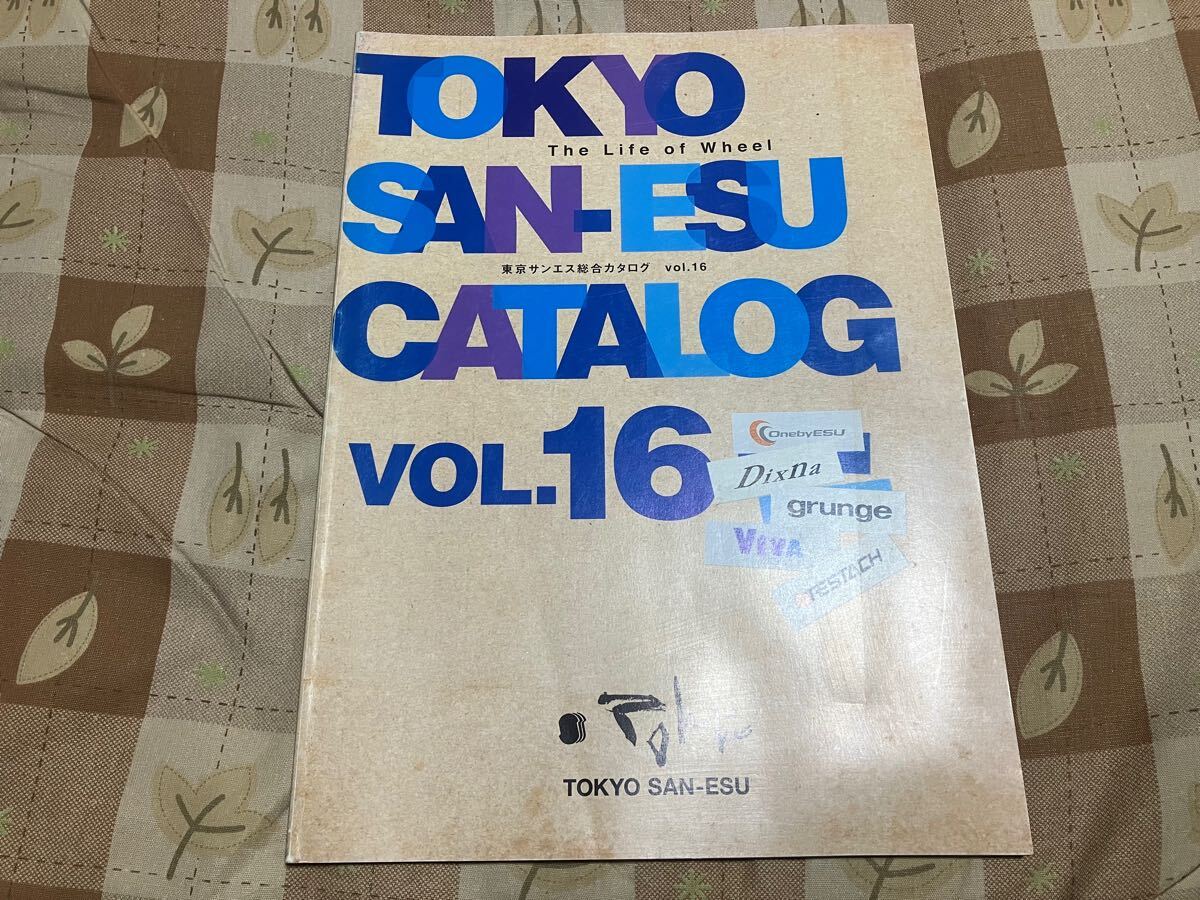 TOKYO
The Life of Wheel
SAN-ESU
東京サンエス総合カタログ vol.16
CATALOG
VOL.16
OnebyESU
Dixna
grunge
VIVA
TESTACH
Tokyo
TOKYO SAN-ESU